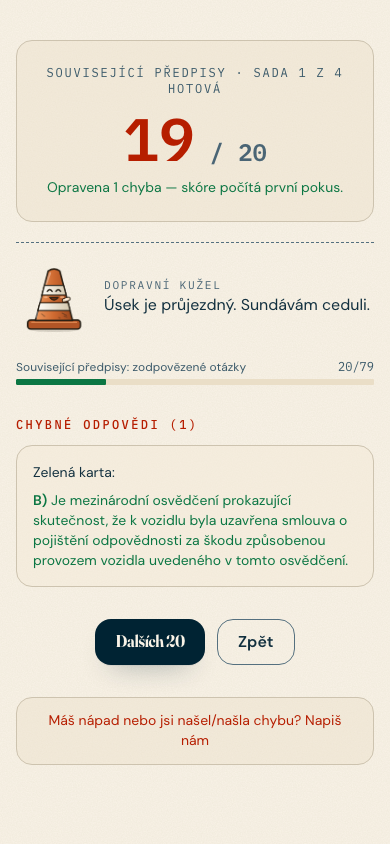 SOUVISEJÍCÍ PŘEDPISY · SADA 1 Z 4
HOTOVÁ
19 / 20
Opravena 1 chyba — skóre počítá první pokus.
DOPRAVNÍ KUŽEL
Úsek je průjezdný. Sundávám ceduli.
Související předpisy: zodpovězené otázky 20/79
CHYBNÉ ODPOVĚDI (1)
Zelená karta:
B) Je mezinárodní osvědčení prokazující
skutečnost, že k vozidlu byla uzavřena smlouva o
pojištění odpovědnosti za škodu způsobenou
provozem vozidla uvedeného v tomto osvědčení.
Dalších 20
Zpět
Máš nápad nebo jsi našel/našla chybu? Napiš
nám